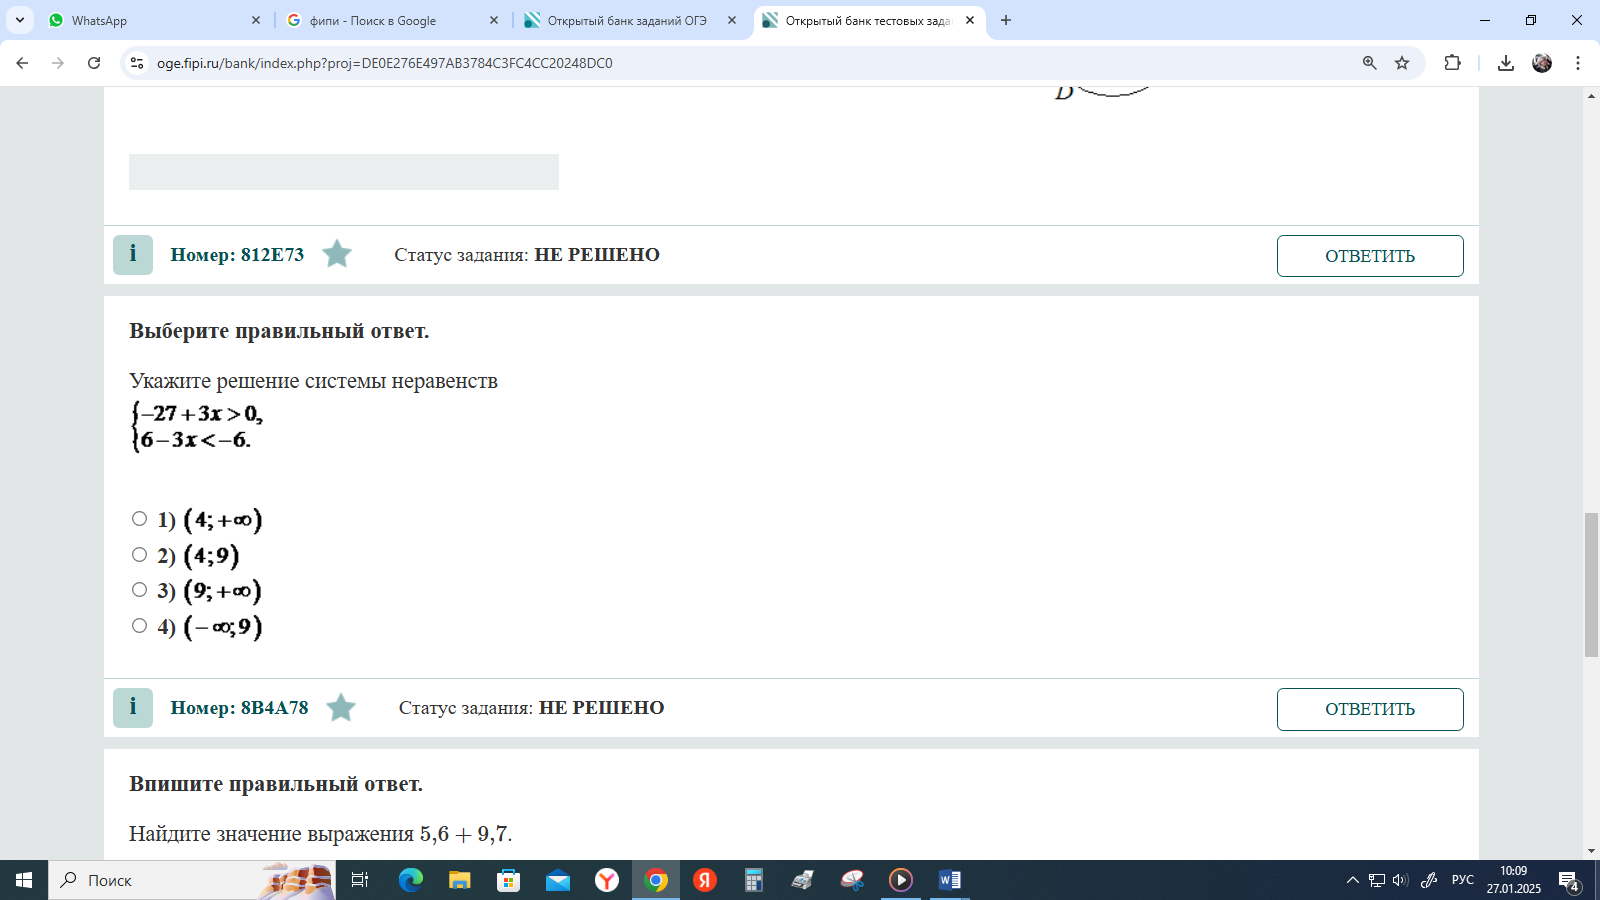 WhatsApp
фипи - Поиск в Google
Открытый банк заданий ОГЭ
Открытый банк тестовых зада
oge.fipi.ru/bank/index.php?proj=DE0E276E497AB3784C3FC4CC20248DC0
D
i
Номер: 812E73
Статус задания: НЕ РЕШЕНО
ОТВЕТИТЬ
Выберите правильный ответ.
Укажите решение системы неравенств
{−27+3x>0,
6−3x<−6.
1) (4;+∞)
2) (4;9)
3) (9;+∞)
4) (−∞;9)
i
Номер: 8B4A78
Статус задания: НЕ РЕШЕНО
ОТВЕТИТЬ
Впишите правильный ответ.
Найдите значение выражения 5,6 + 9,7.
Поиск
РУС
10:09
27.01.2025
4